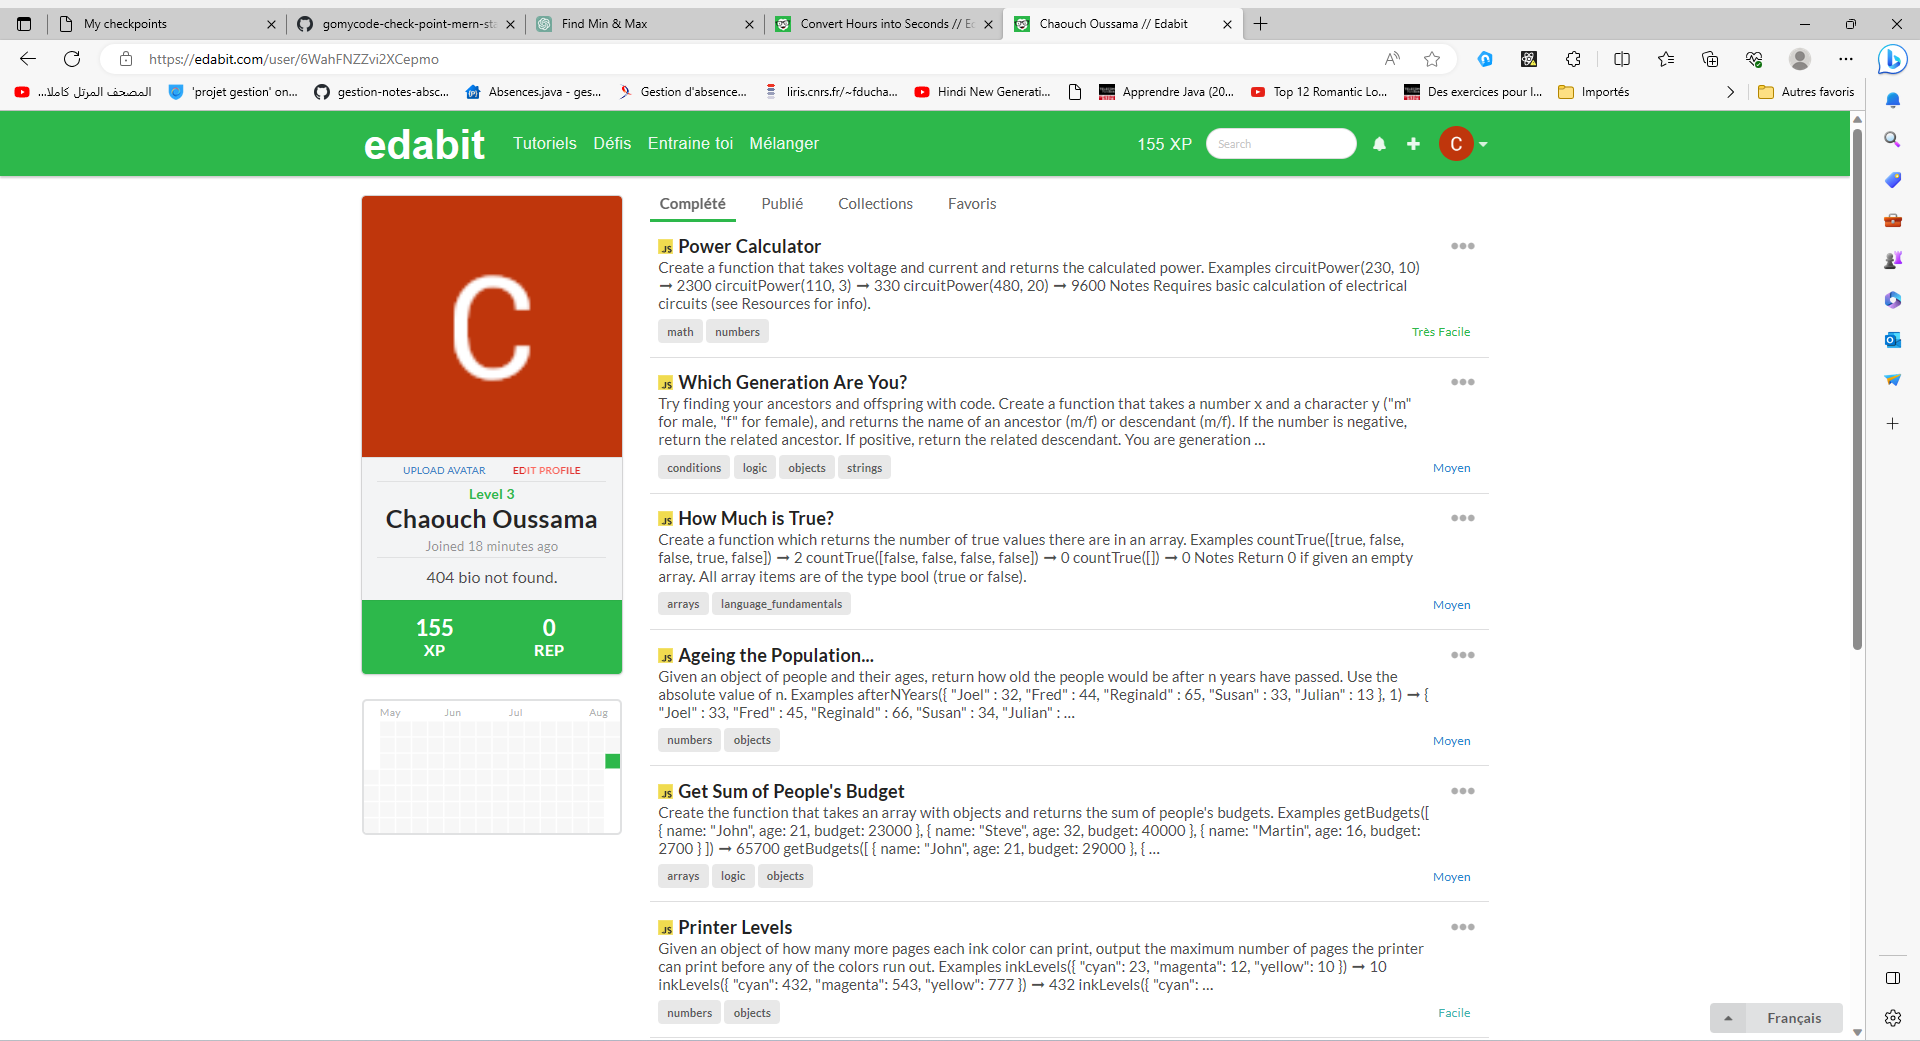 My checkpoints
gomycode-check-point-mern-sta
Find Min & Max
Convert Hours into Seconds // Ed
Chaouch Oussama // Edabit
https://edabit.com/user/6WahFNZZvi2XCepmo
المصحف المرتل كاملا...
'projet gestion' on...
gestion-notes-absc...
Absences.java - ges...
Gestion d'absence...
liris.cnrs.fr/~fducha...
Hindi New Generati...
Apprendre Java (20...
Top 12 Romantic Lo...
Des exercices pour l...
Importés
Autres favoris
edabit
Tutoriels
Défis
Entraine toi
Mélanger
155 XP
Search
C
C
UPLOAD AVATAR
EDIT PROFILE
Level 3
Chaouch Oussama
Joined 18 minutes ago
404 bio not found.
155
XP
0
REP
May
Jun
Jul
Aug
Complété
Publié
Collections
Favoris
JS Power Calculator
Create a function that takes voltage and current and returns the calculated power. Examples circuitPower(230, 10)
➞ 2300 circuitPower(110, 3) ➞ 330 circuitPower(480, 20) ➞ 9600 Notes Requires basic calculation of electrical
circuits (see Resources for info).
math
numbers
Très Facile
JS Which Generation Are You?
Try finding your ancestors and offspring with code. Create a function that takes a number x and a character y ("m"
for male, "f" for female), and returns the name of an ancestor (m/f) or descendant (m/f). If the number is negative,
return the related ancestor. If positive, return the related descendant. You are generation ...
conditions
logic
objects
strings
Moyen
JS How Much is True?
Create a function which returns the number of true values there are in an array. Examples countTrue([true, false,
false, true, false]) ➞ 2 countTrue([false, false, false, false]) ➞ 0 countTrue([]) ➞ 0 Notes Return 0 if given an empty
array. All array items are of the type bool (true or false).
arrays
language_fundamentals
Moyen
JS Ageing the Population...
Given an object of people and their ages, return how old the people would be after n years have passed. Use the
absolute value of n. Examples afterNYears({ "Joel" : 32, "Fred" : 44, "Reginald" : 65, "Susan" : 33, "Julian" : 13 }, 1) ➞ {
"Joel" : 33, "Fred" : 45, "Reginald" : 66, "Susan" : 34, "Julian" : ...
numbers
objects
Moyen
JS Get Sum of People's Budget
Create the function that takes an array with objects and returns the sum of people's budgets. Examples getBudgets([
{ name: "John", age: 21, budget: 23000 }, { name: "Steve", age: 32, budget: 40000 }, { name: "Martin", age: 16, budget:
2700 } ]) ➞ 65700 getBudgets([ { name: "John", age: 21, budget: 29000 }, { ...
arrays
logic
objects
Moyen
JS Printer Levels
Given an object of how many more pages each ink color can print, output the maximum number of pages the printer
can print before any of the colors run out. Examples inkLevels({ "cyan": 23, "magenta": 12, "yellow": 10 }) ➞ 10
inkLevels({ "cyan": 432, "magenta": 543, "yellow": 777 }) ➞ 432 inkLevels({ "cyan": ...
numbers
objects
Facile
Français